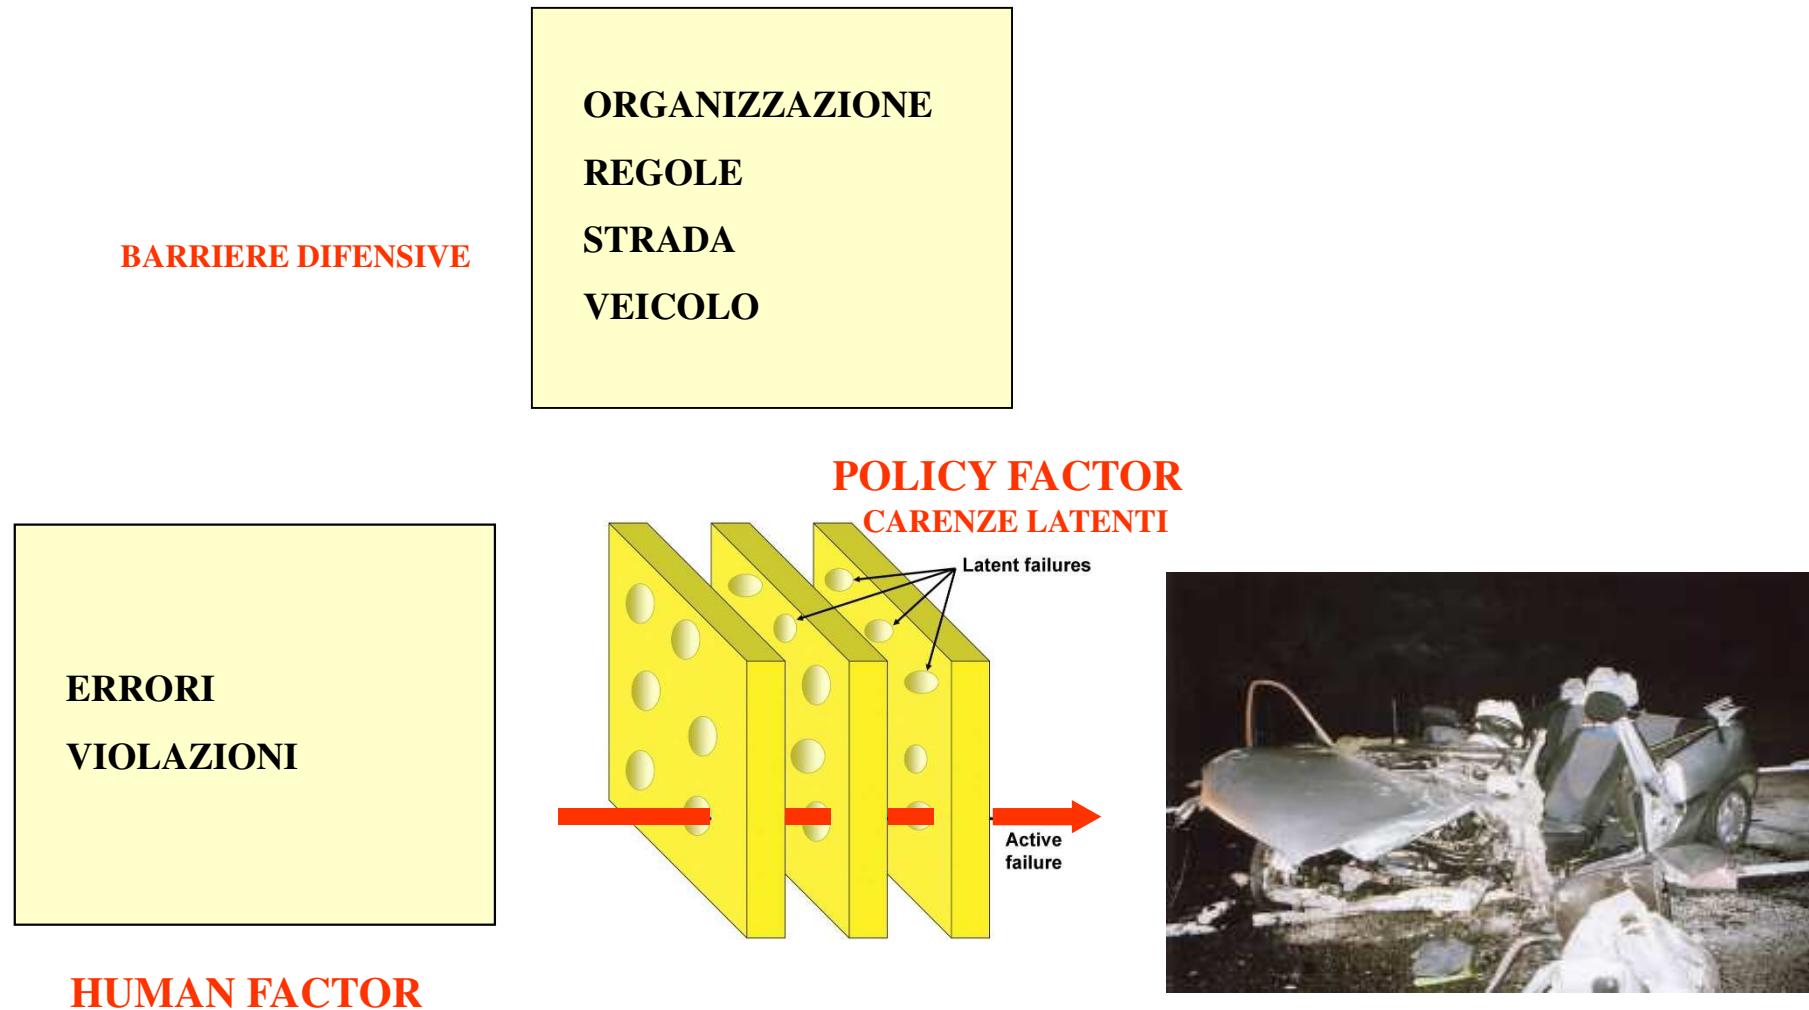 ORGANIZZAZIONE
REGOLE
STRADA
VEICOLO
BARRIERE DIFENSIVE
POLICY FACTOR
CARENZE LATENTI
Latent failures
ERRORI
VIOLAZIONI
Active
failure
HUMAN FACTOR